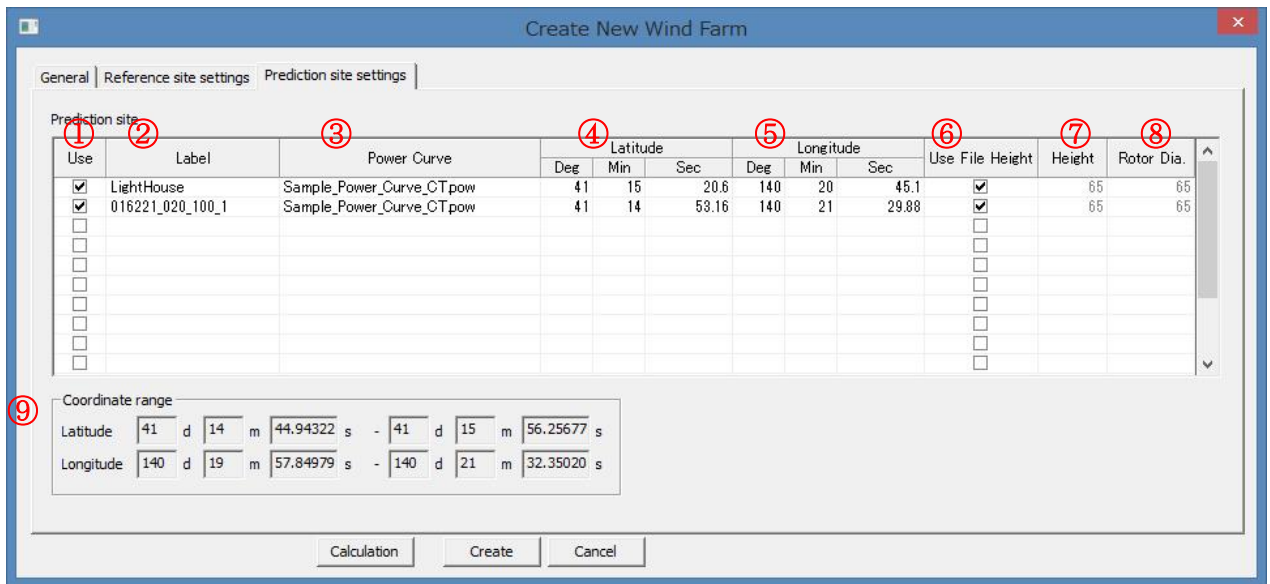 Create New Wind Farm
General Reference site settings Prediction site settings
Prediction site
① ② ③ ④ ⑤ ⑥ ⑦ ⑧
Use Label Power Curve Latitude Longitude Use File Height Height Rotor Dia.
Deg Min Sec Deg Min Sec
LightHouse Sample_Power_Curve_CT.pow 41 15 20.6 140 20 45.1 65 65
016221_020_100_1 Sample_Power_Curve_CT.pow 41 14 53.16 140 21 29.88 65 65
⑨
Coordinate range
Latitude 41 d 14 m 44.94322 s - 41 d 15 m 56.25677 s
Longitude 140 d 19 m 57.84979 s - 140 d 21 m 32.35020 s
Calculation Create Cancel